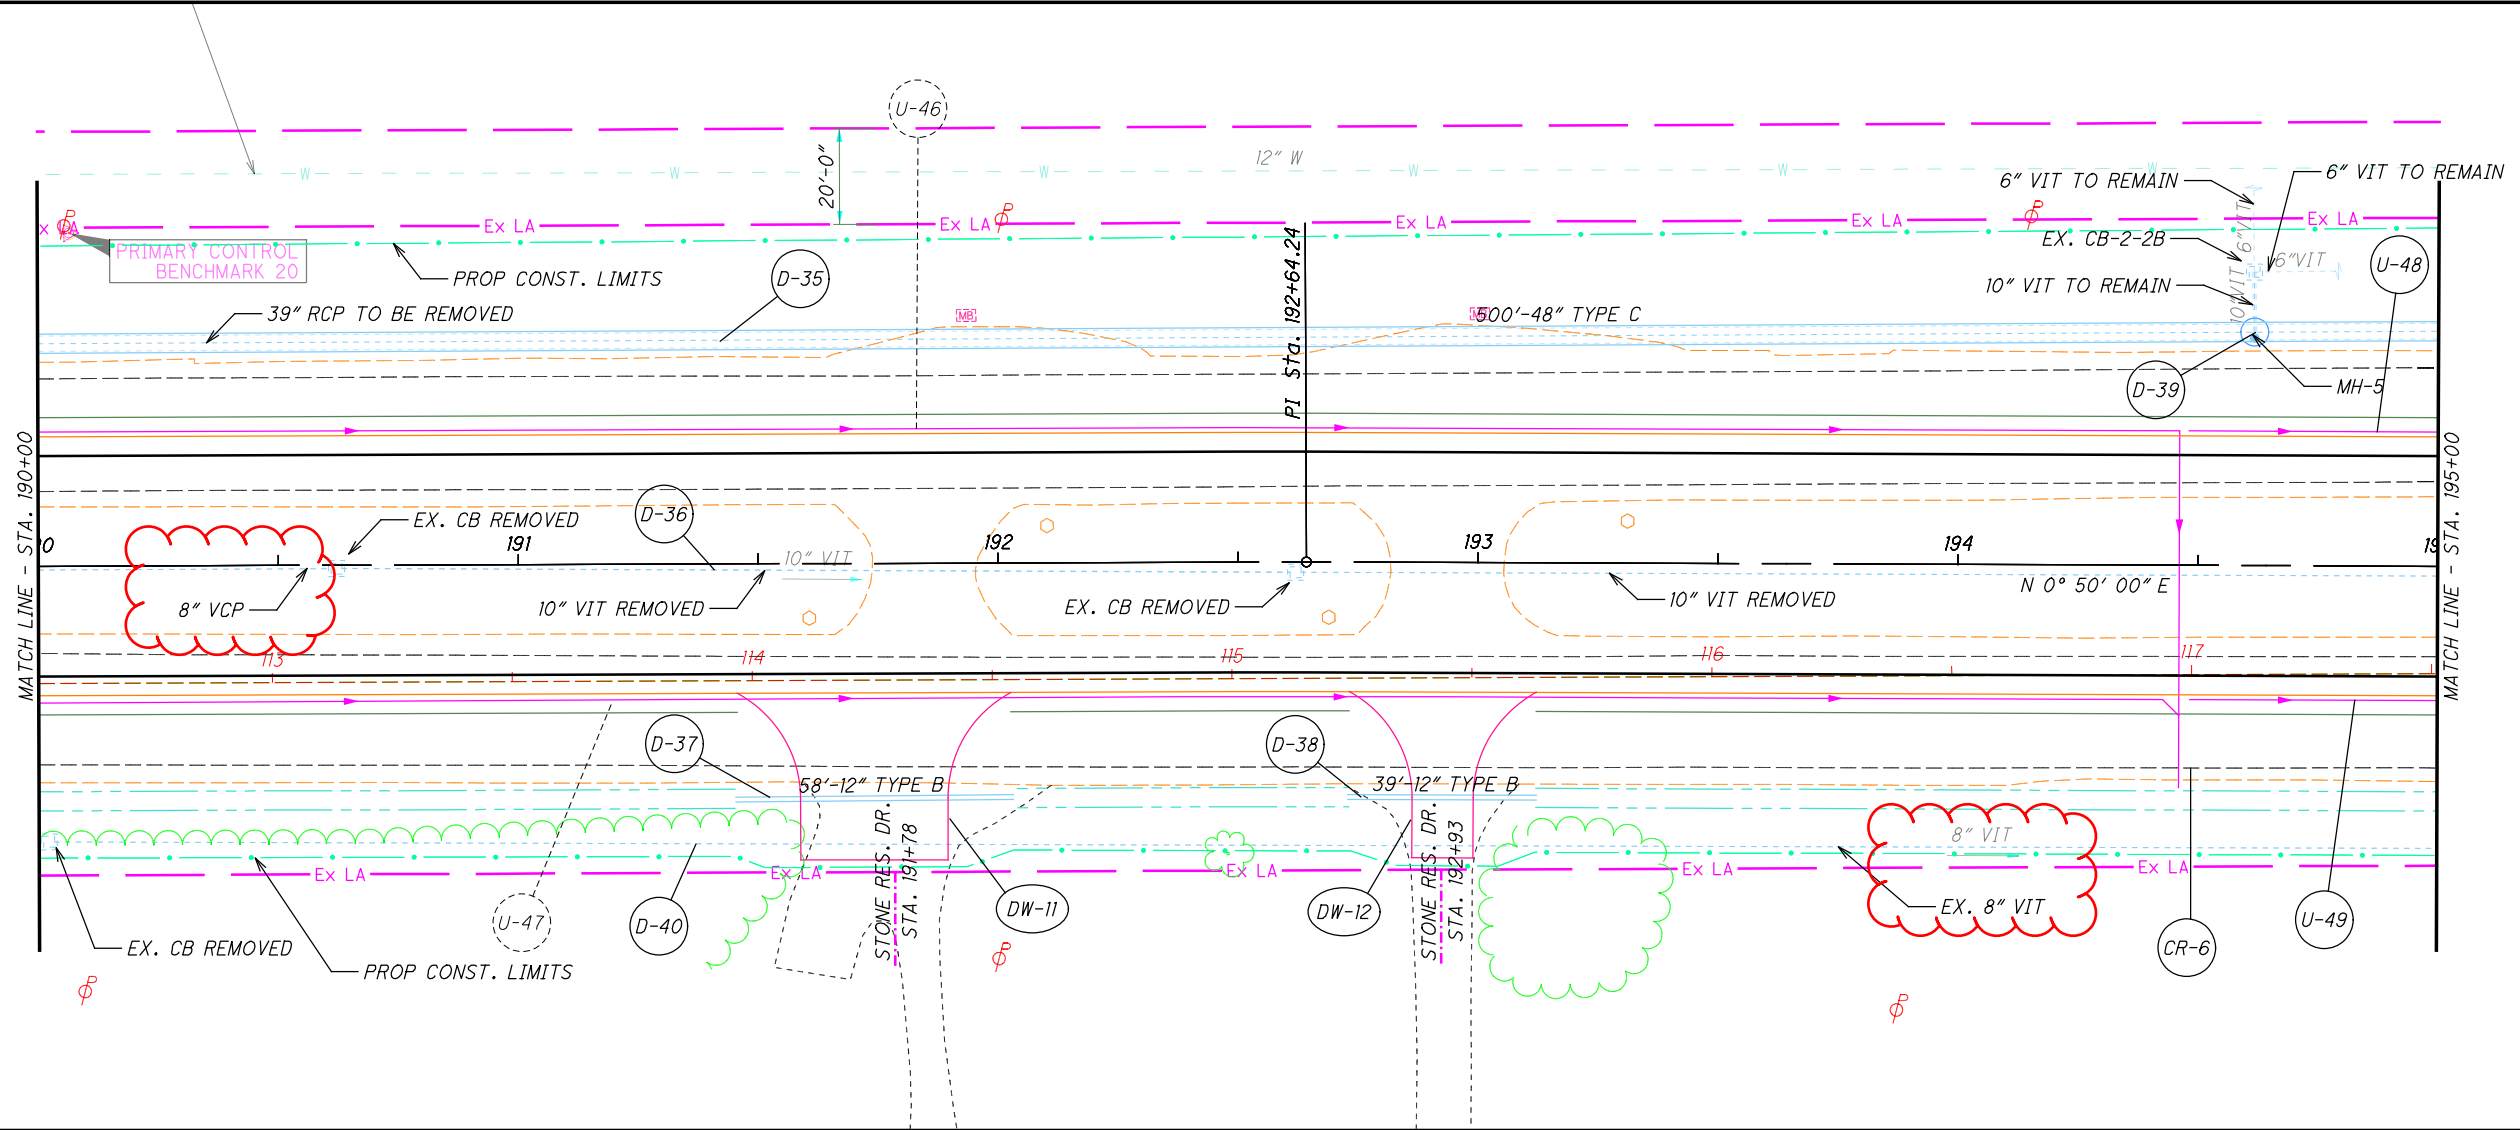 U-46
12" W
W
W
W
W
W
20'-0"
6" VIT TO REMAIN
6" VIT TO REMAIN
Ex LA
Ex LA
Ex LA
Ex LA
Ex LA
PRIMARY CONTROL
BENCHMARK 20
PROP CONST. LIMITS
D-35
PI Sta. 192+64.24
6"VIT
EX. CB-2-2B
6"VIT
U-48
10" VIT TO REMAIN
10"VIT
39" RCP TO BE REMOVED
MB
500'-48" TYPE C
D-39
MH-5
MATCH LINE - STA. 190+00
MATCH LINE - STA. 195+00
D-36
EX. CB REMOVED
191
192
193
194
10" VIT
8" VCP
10" VIT REMOVED
EX. CB REMOVED
10" VIT REMOVED
N 0° 50' 00" E
113
114
115
116
117
D-37
D-38
58'-12" TYPE B
39'-12" TYPE B
STONE RES. DR.
STA. 191+78
STONE RES. DR.
STA. 192+93
8" VIT
Ex LA
Ex LA
Ex LA
Ex LA
Ex LA
U-47
D-40
DW-11
DW-12
EX. 8" VIT
CR-6
U-49
EX. CB REMOVED
PROP CONST. LIMITS